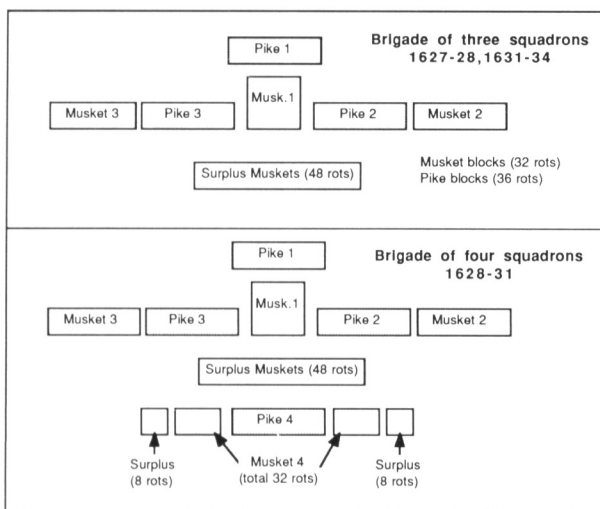 Brigade of three squadrons
1627-28,1631-34
Pike 1
Musk.1
Musket 3
Pike 3
Pike 2
Musket 2
Surplus Muskets (48 rots)
Musket blocks (32 rots)
Pike blocks (36 rots)
Brigade of four squadrons
1628-31
Pike 1
Musk.1
Musket 3
Pike 3
Pike 2
Musket 2
Surplus Muskets (48 rots)
Pike 4
Surplus
(8 rots)
Musket 4
(total 32 rots)
Surplus
(8 rots)